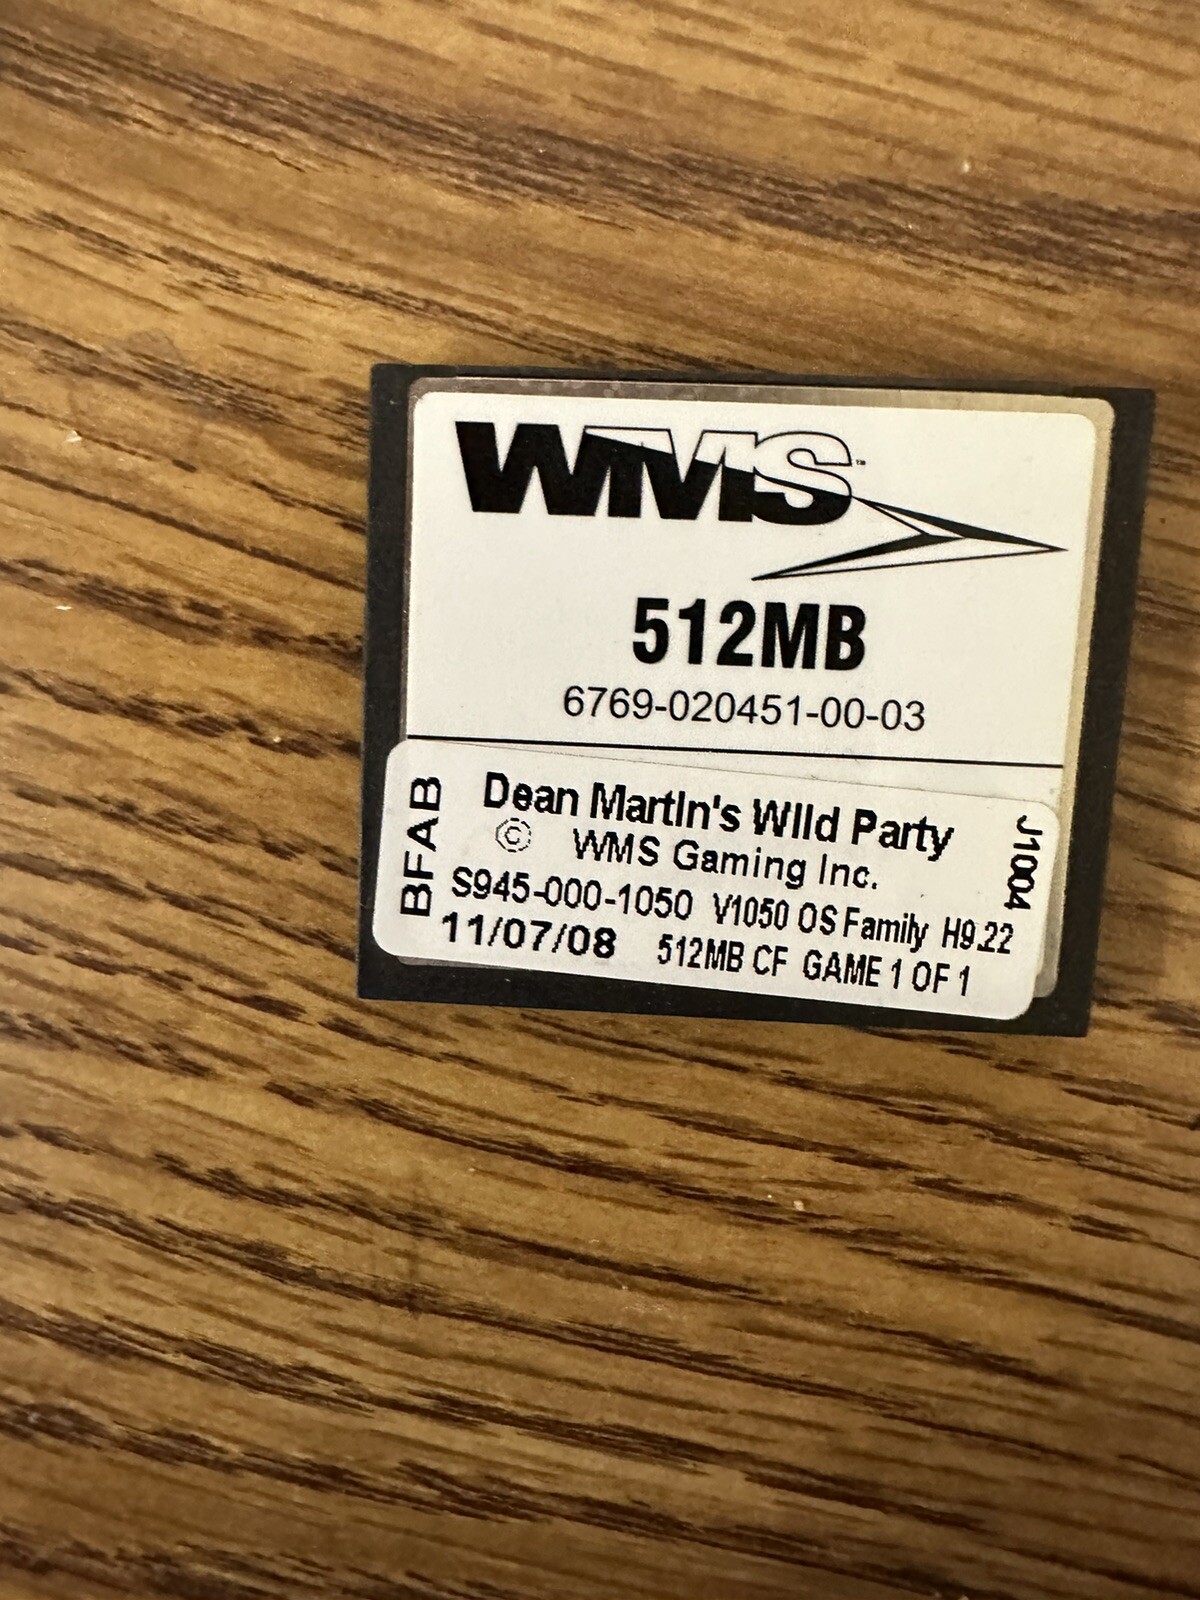 WMS™
512MB
6769-020451-00-03
BFAB
Dean Martin's Wild Party
© WMS Gaming Inc.
S945-000-1050 V1050 OS Family H9.22
11/07/08 512MB CF GAME 1 OF 1
J1004